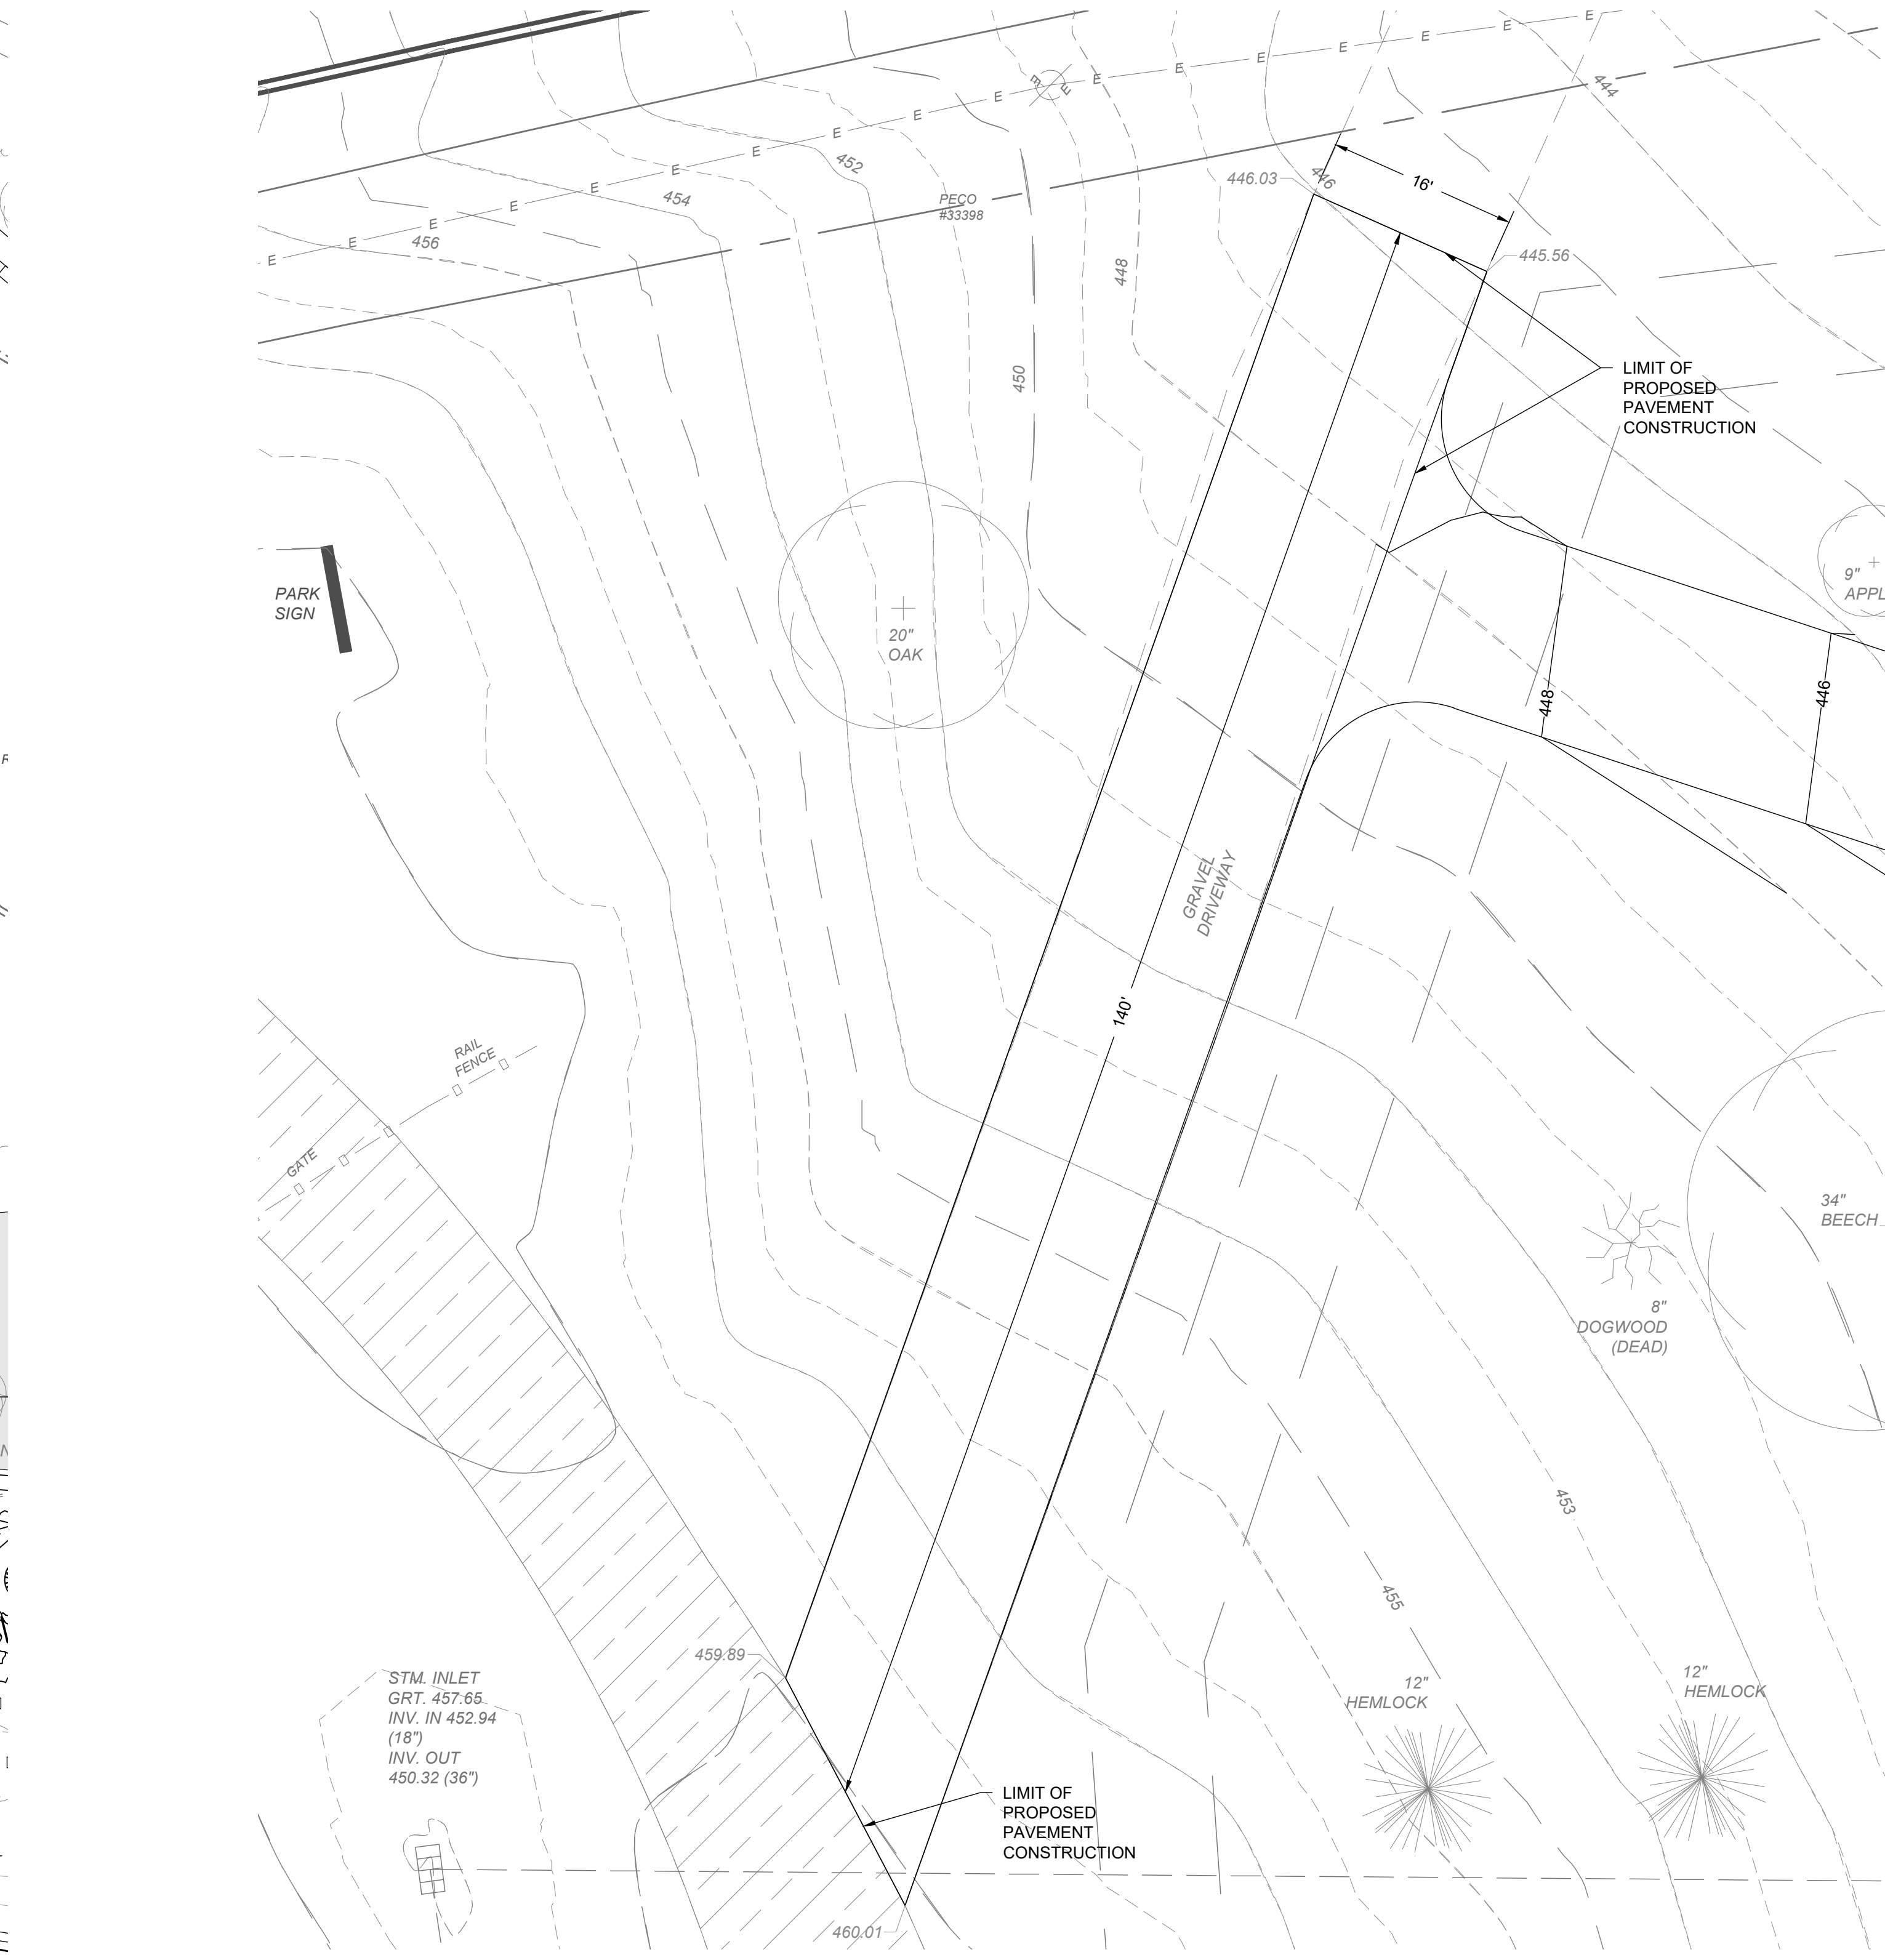 E E E E E E E E
E E E E E E E E E
E
E
444
452
454
456
PECO
#33398
446.03
446
16'
445.56
448
450
LIMIT OF
PROPOSED
PAVEMENT
CONSTRUCTION
PARK
SIGN
20"
OAK
9"
APPL
448
446
GRAVEL
DRIVEWAY
140'
RAIL
FENCE
GATE
34"
BEECH
8"
DOGWOOD
(DEAD)
453
455
459.89
12"
HEMLOCK
12"
HEMLOCK
STM. INLET
GRT. 457.65
INV. IN 452.94
(18")
INV. OUT
450.32 (36")
LIMIT OF
PROPOSED
PAVEMENT
CONSTRUCTION
460.01